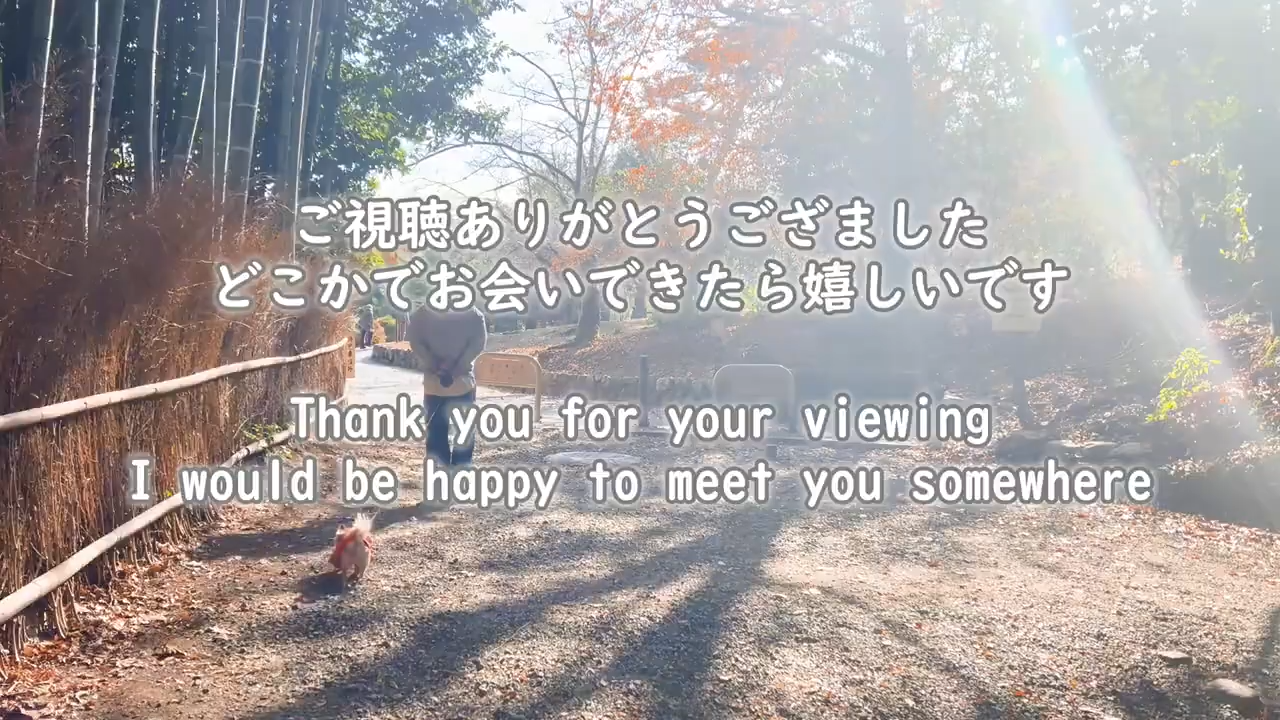 ご視聴ありがとうござました
どこかでお会いできたら嬉しいです
Thank you for your viewing
I would be happy to meet you somewhere